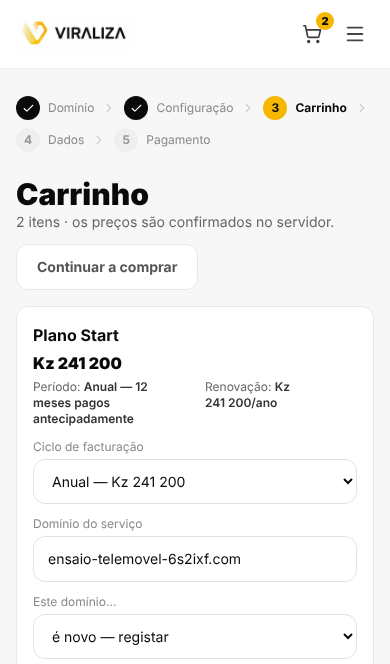 VIRALIZA
2
Domínio
Configuração
3 Carrinho
4 Dados
5 Pagamento
Carrinho
2 itens · os preços são confirmados no servidor.
Continuar a comprar
Plano Start
Kz 241 200
Período: Anual — 12
meses pagos
antecipadamente
Renovação: Kz
241 200/ano
Ciclo de facturação
Anual — Kz 241 200
Domínio do serviço
ensaio-telemovel-6s2ixf.com
Este domínio...
é novo — registar